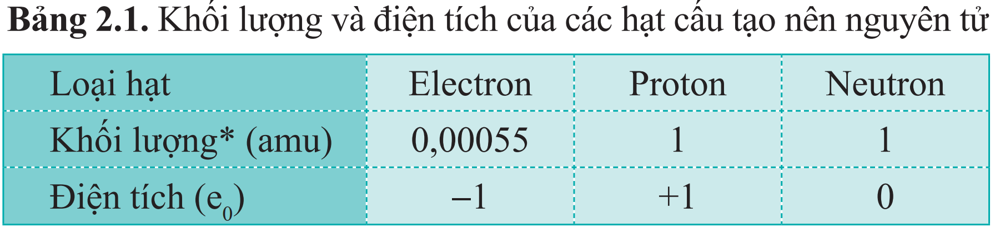 Bảng 2.1. Khối lượng và điện tích của các hạt cấu tạo nên nguyên tử
Loại hạt Electron Proton Neutron
Khối lượng* (amu) 0,00055 1 1
Điện tích (e₀) –1 +1 0